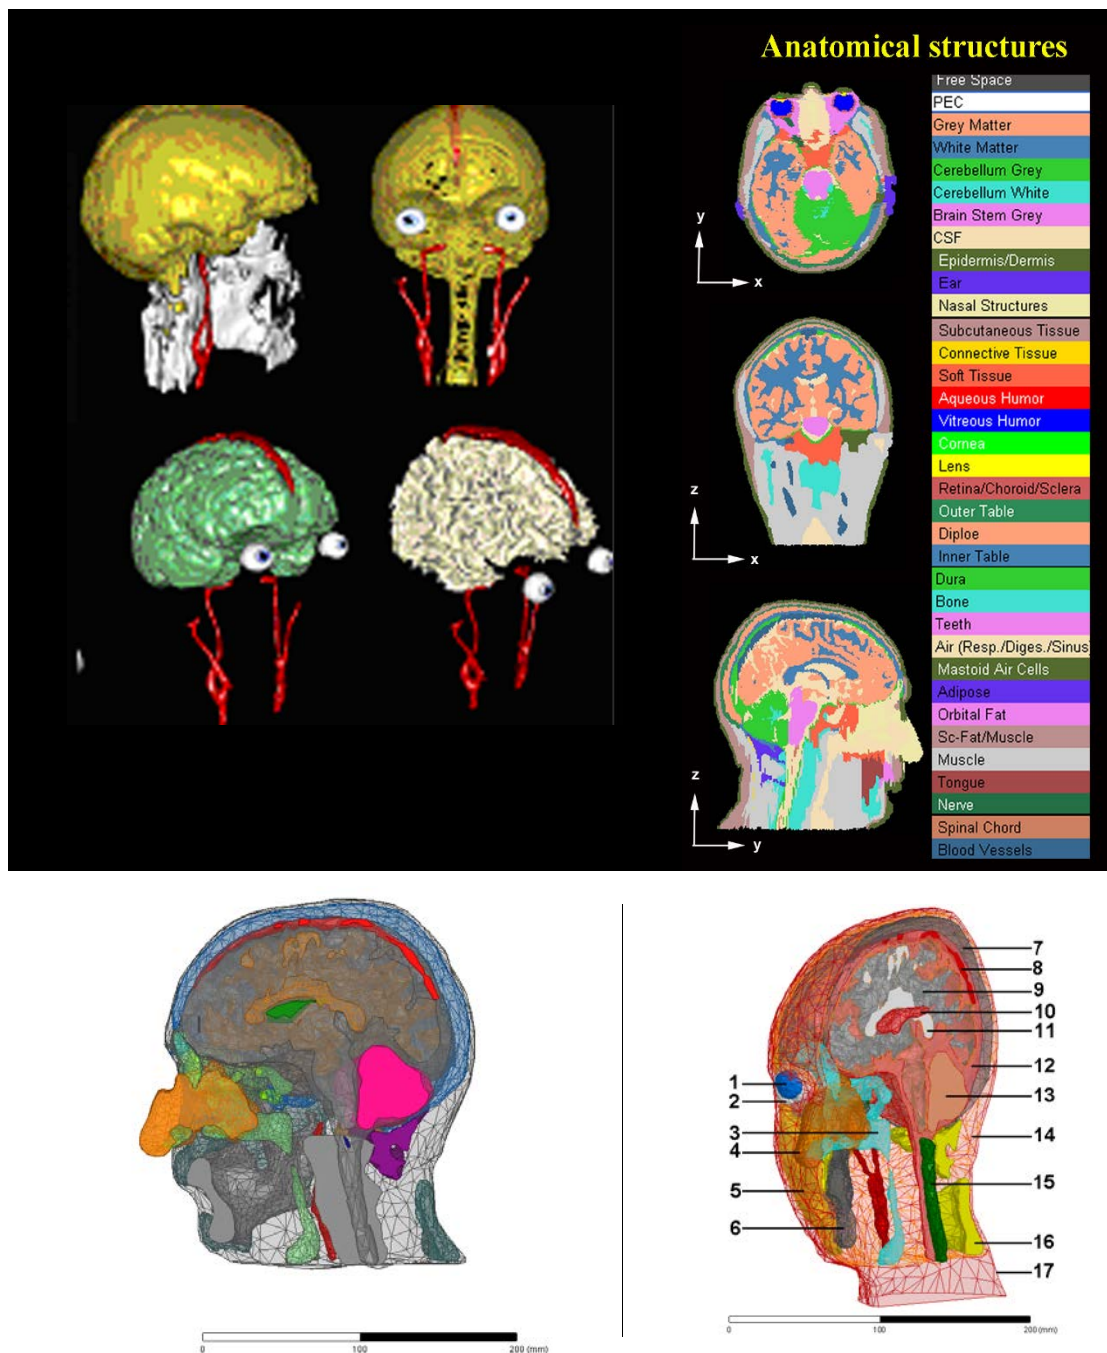 Anatomical structures
Free Space
PEC
Grey Matter
White Matter
Cerebellum Grey
Cerebellum White
Brain Stem Grey
CSF
Epidermis/Dermis
Ear
Nasal Structures
Subcutaneous Tissue
Connective Tissue
Soft Tissue
Aqueous Humor
Vitreous Humor
Cornea
Lens
Retina/Choroid/Sclera
Outer Table
Diploe
Inner Table
Dura
Bone
Teeth
Air (Resp./Diges./Sinus
Mastoid Air Cells
Adipose
Orbital Fat
Sc-Fat/Muscle
Muscle
Tongue
Nerve
Spinal Chord
Blood Vessels
y
x
z
x
z
y
0 100 200 (mm)
1
2
3
4
5
6
7
8
9
10
11
12
13
14
15
16
17
0 100 200 (mm)